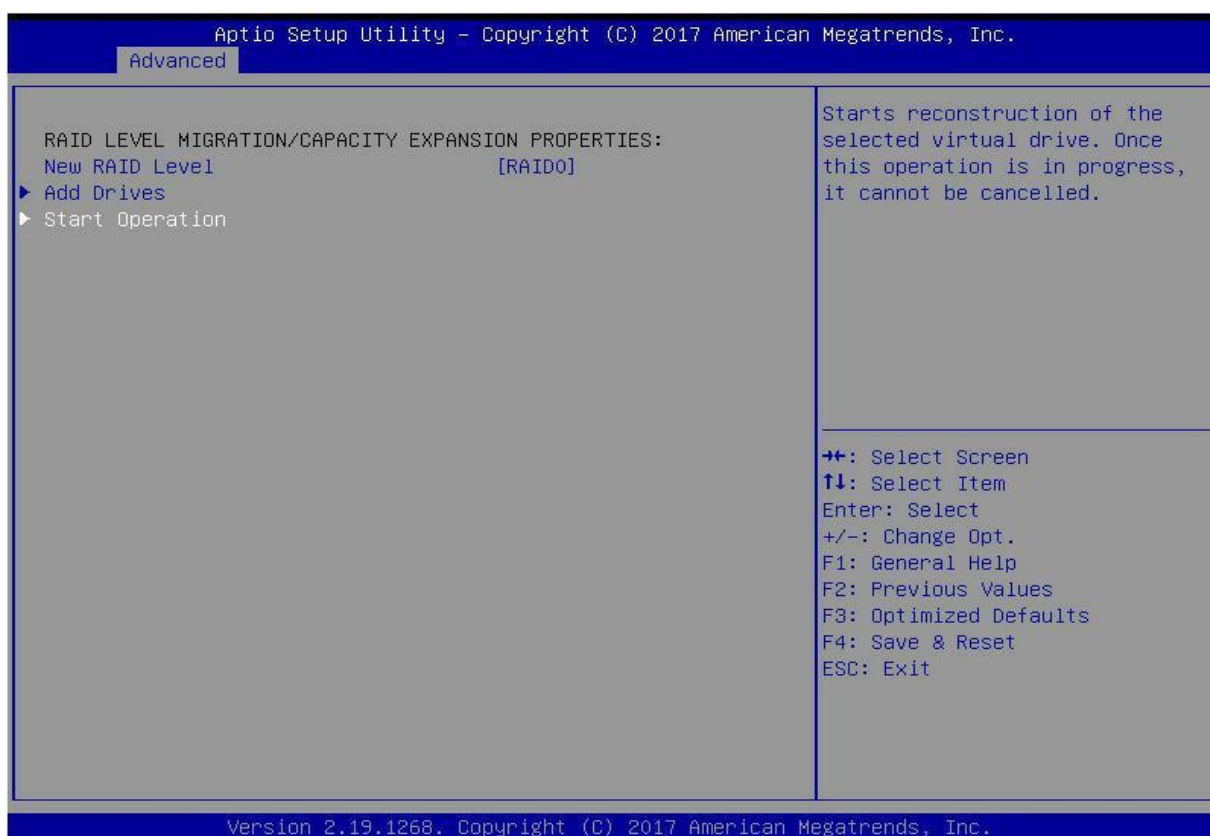 Aptio Setup Utility – Copyright (C) 2017 American Megatrends, Inc.
Advanced
RAID LEVEL MIGRATION/CAPACITY EXPANSION PROPERTIES:
New RAID Level [RAID0]
▶ Add Drives
▶ Start Operation
Starts reconstruction of the
selected virtual drive. Once
this operation is in progress,
it cannot be cancelled.
→←: Select Screen
↑↓: Select Item
Enter: Select
+/-: Change Opt.
F1: General Help
F2: Previous Values
F3: Optimized Defaults
F4: Save & Reset
ESC: Exit
Version 2.19.1268. Copyright (C) 2017 American Megatrends, Inc.